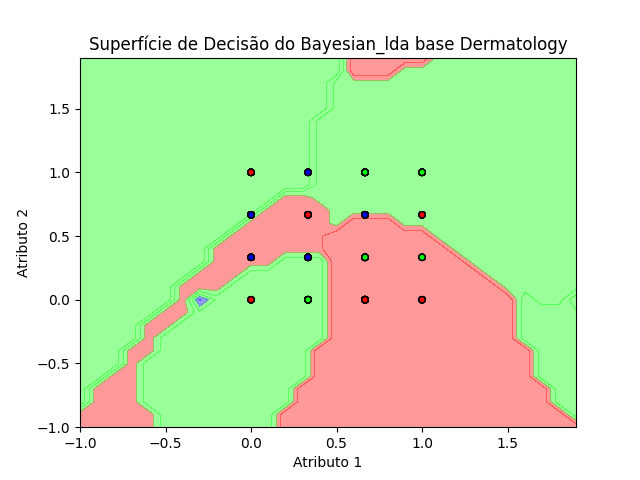 Superfície de Decisão do Bayesian_lda base Dermatology
1.5
1.0
0.5
0.0
−0.5
−1.0
Atributo 2
−1.0 −0.5 0.0 0.5 1.0 1.5
Atributo 1